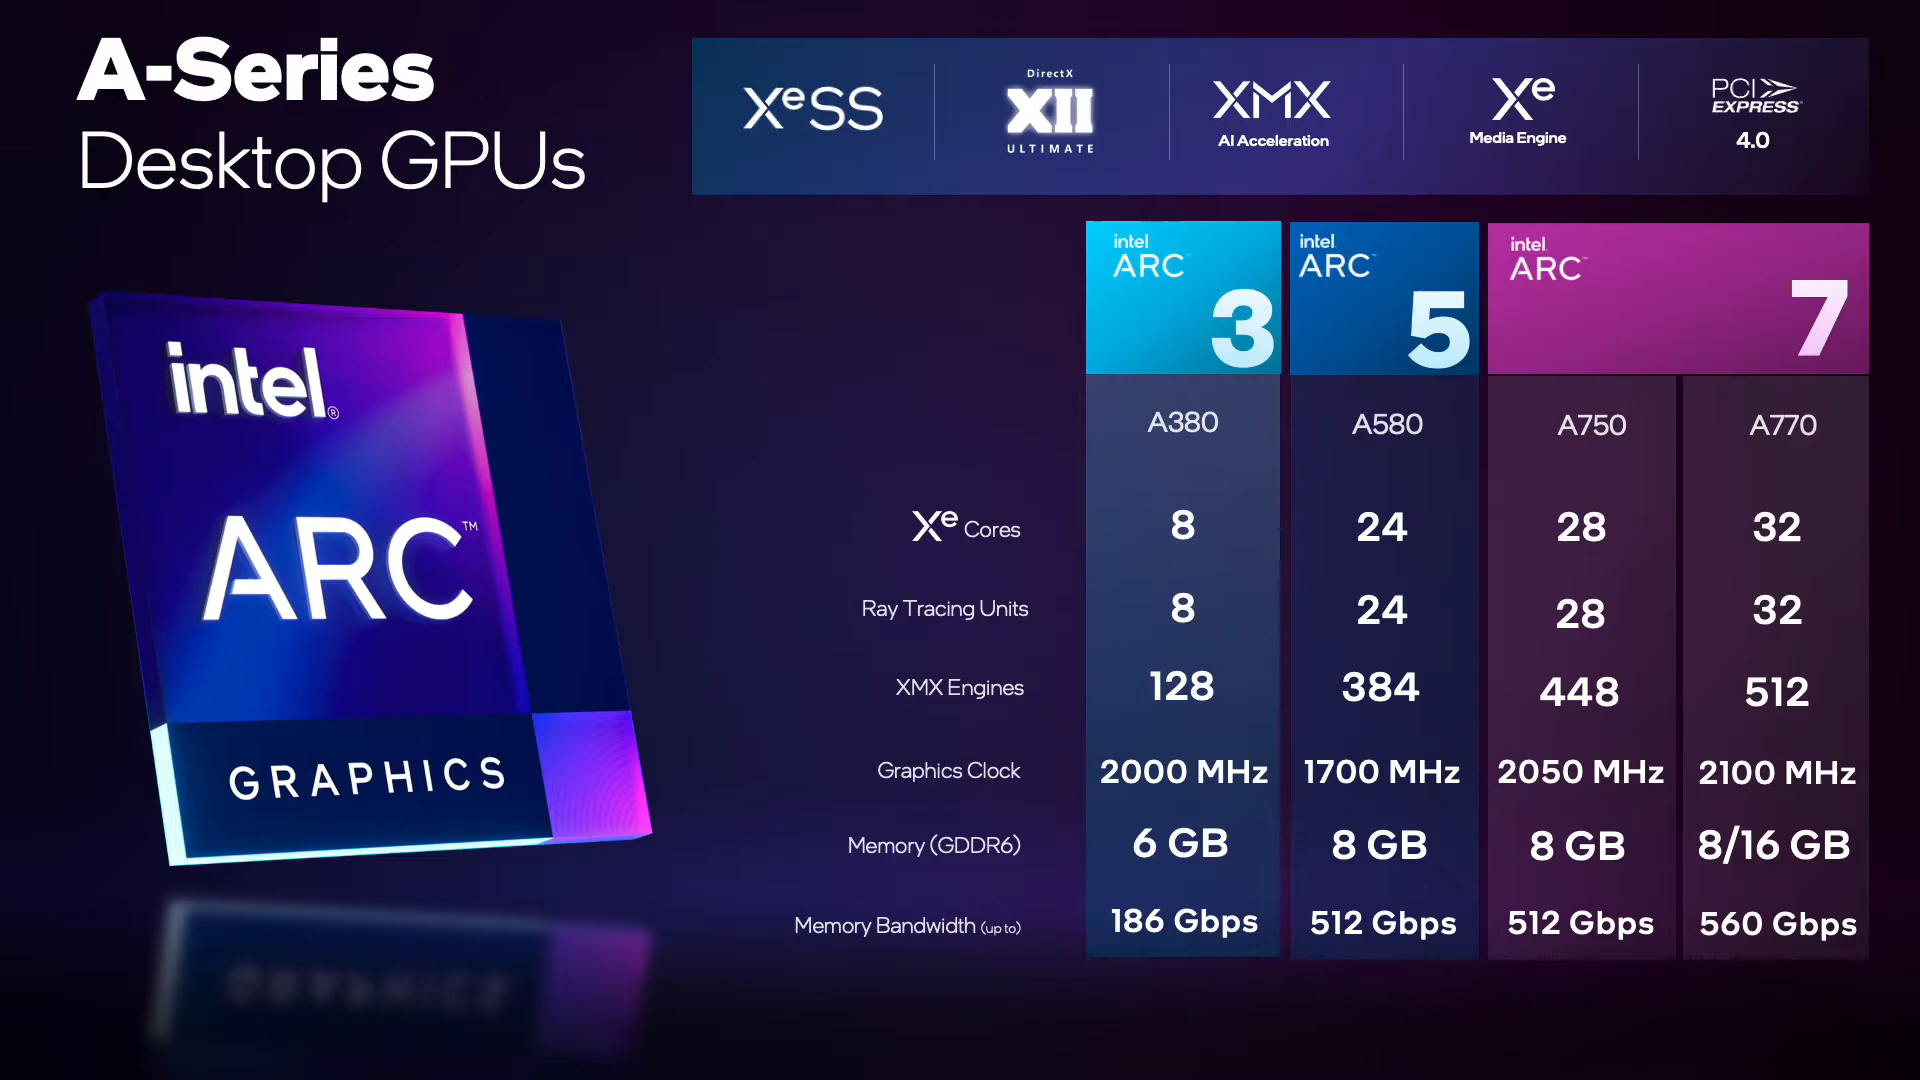 A-Series
Desktop GPUs
XeSS
DirectX
XII
ULTIMATE
XMX
AI Acceleration
Xe
Media Engine
PCI
EXPRESS®
4.0
intel®
ARC™
GRAPHICS
intel.
ARC™
3
intel.
ARC™
5
intel.
ARC™
7
A380 A580 A750 A770
Xe Cores 8 24 28 32
Ray Tracing Units 8 24 28 32
XMX Engines 128 384 448 512
Graphics Clock 2000 MHz 1700 MHz 2050 MHz 2100 MHz
Memory (GDDR6) 6 GB 8 GB 8 GB 8/16 GB
Memory Bandwidth (up to) 186 Gbps 512 Gbps 512 Gbps 560 Gbps